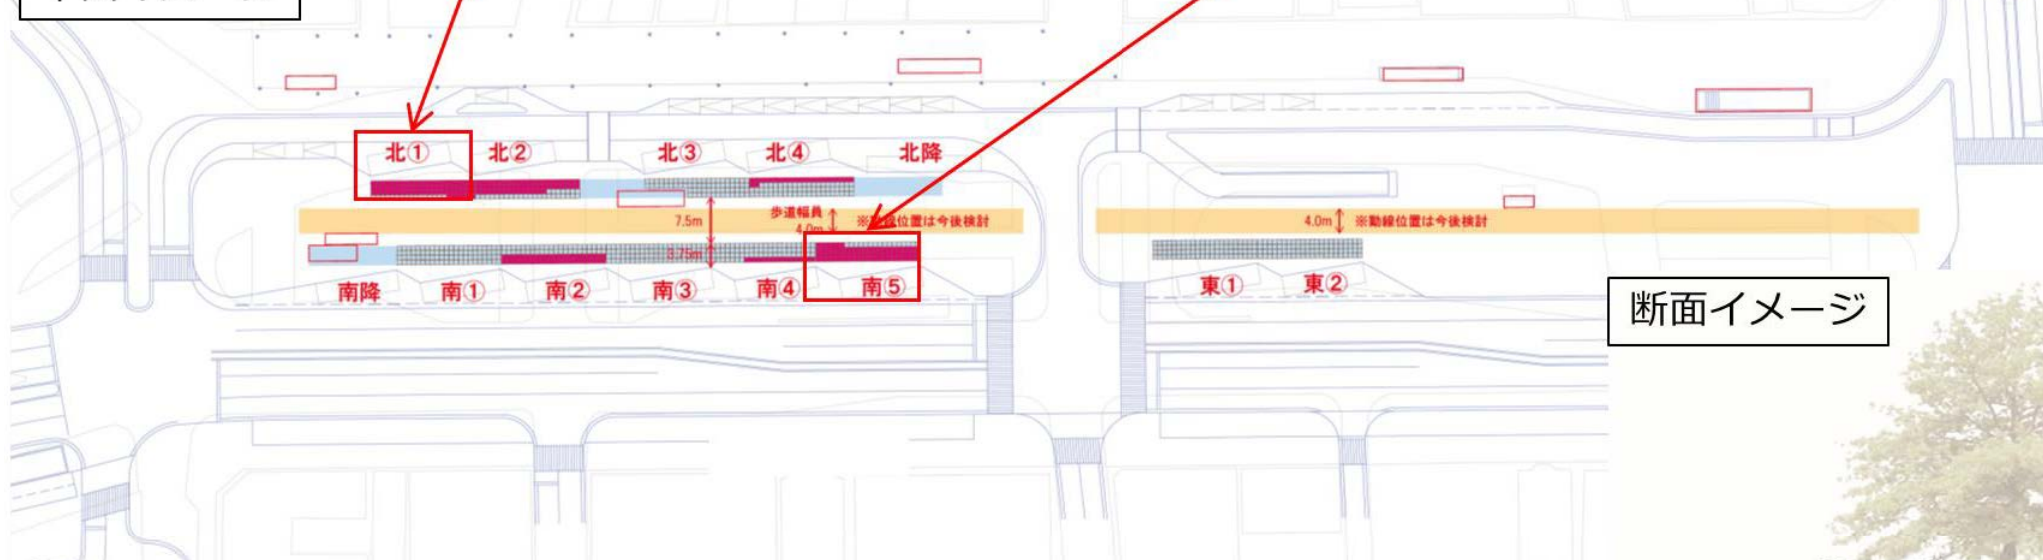 北①
北②
北③
北④
北降
7.5m
歩道幅員
4.0m
※動線位置は今後検討
4.0m
※動線位置は今後検討
3.75m
南降
南①
南②
南③
南④
南⑤
東①
東②
断面イメージ